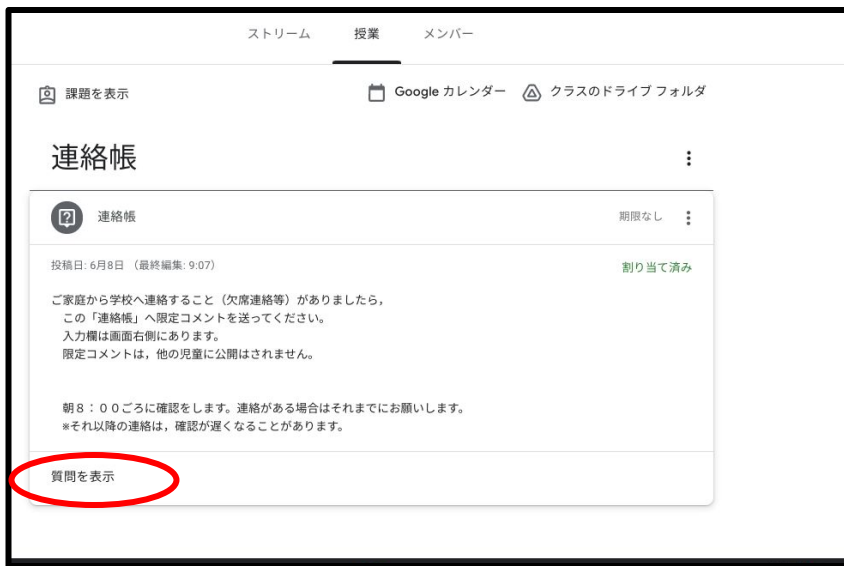 ストリーム 授業 メンバー
課題を表示 Google カレンダー クラスのドライブ フォルダ
連絡帳
連絡帳 期限なし
投稿日: 6月8日 （最終編集: 9:07） 割り当て済み
ご家庭から学校へ連絡すること（欠席連絡等）がありましたら，
この「連絡帳」へ限定コメントを送ってください。
入力欄は画面右側にあります。
限定コメントは，他の児童に公開はされません。
朝８：００ごろに確認をします。連絡がある場合はそれまでにお願いします。
※それ以降の連絡は，確認が遅くなることがあります。
質問を表示